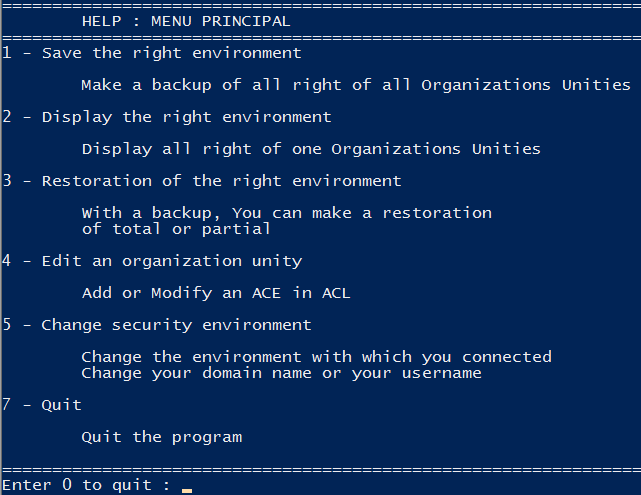 ================================================================
HELP : MENU PRINCIPAL
================================================================
1 - Save the right environment
Make a backup of all right of all Organizations Unities
2 - Display the right environment
Display all right of one Organizations Unities
3 - Restoration of the right environment
With a backup, You can make a restoration
of total or partial
4 - Edit an organization unity
Add or Modify an ACE in ACL
5 - Change security environment
Change the environment with which you connected
Change your domain name or your username
7 - Quit
Quit the program
================================================================
Enter 0 to quit : _